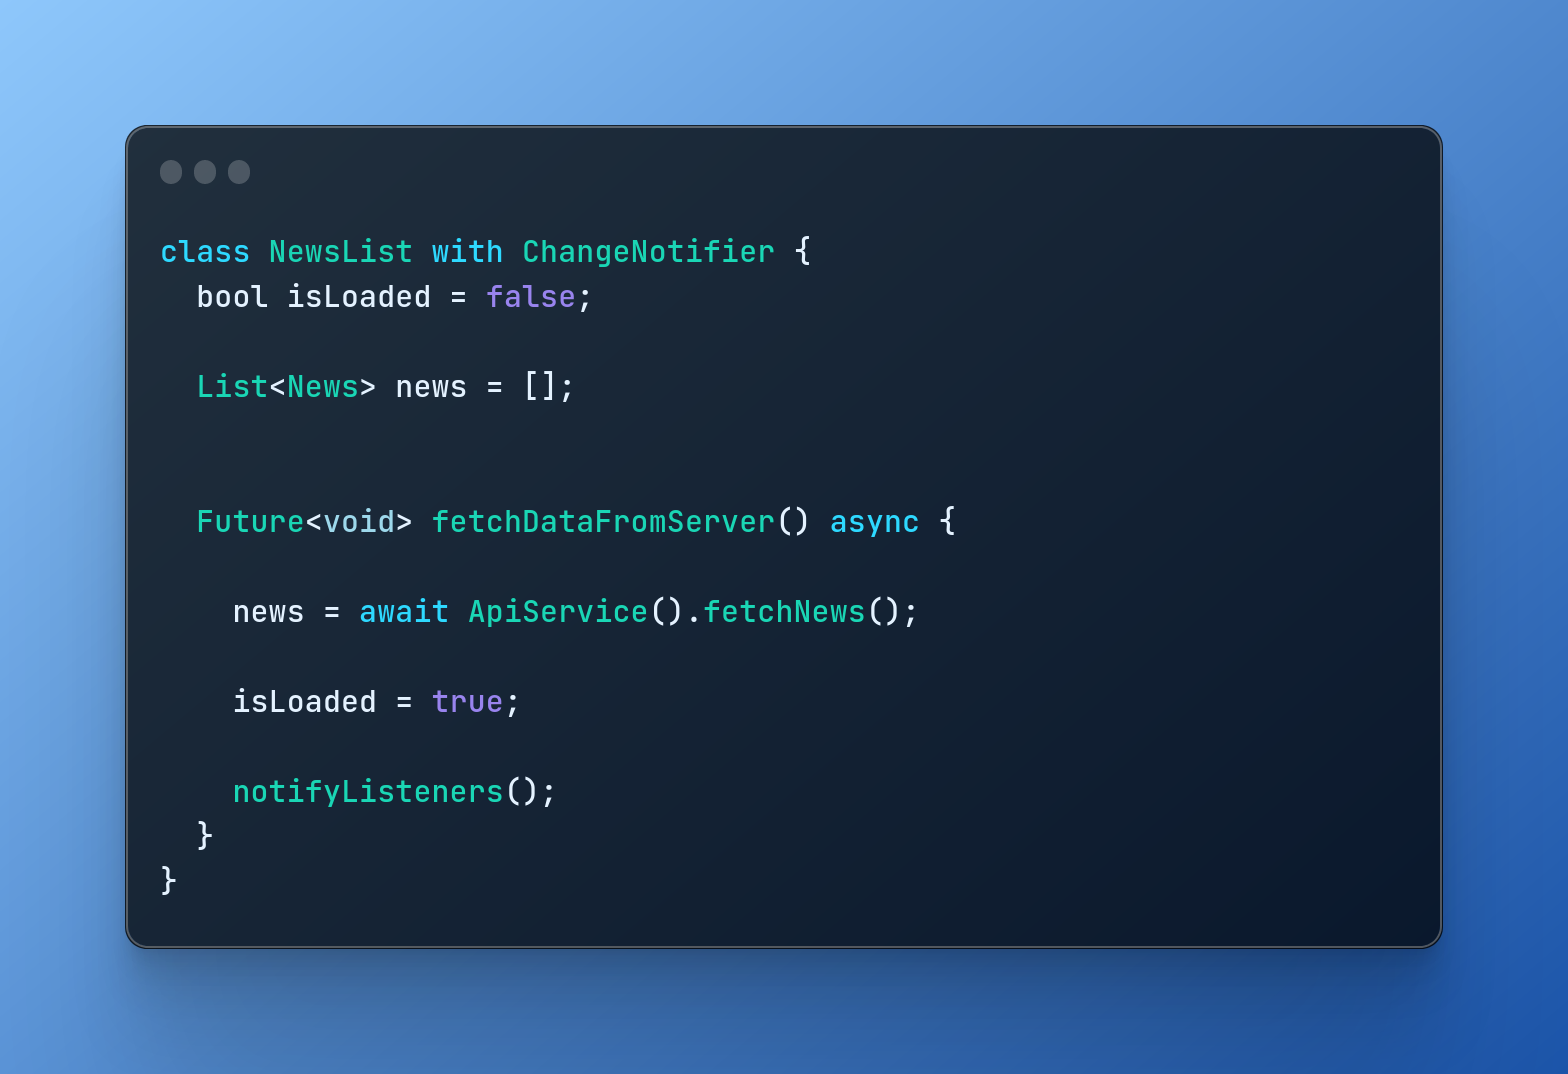 class NewsList with ChangeNotifier {
  bool isLoaded = false;
  List<News> news = [];
  Future<void> fetchDataFromServer() async {
    news = await ApiService().fetchNews();
    isLoaded = true;
    notifyListeners();
  }
}